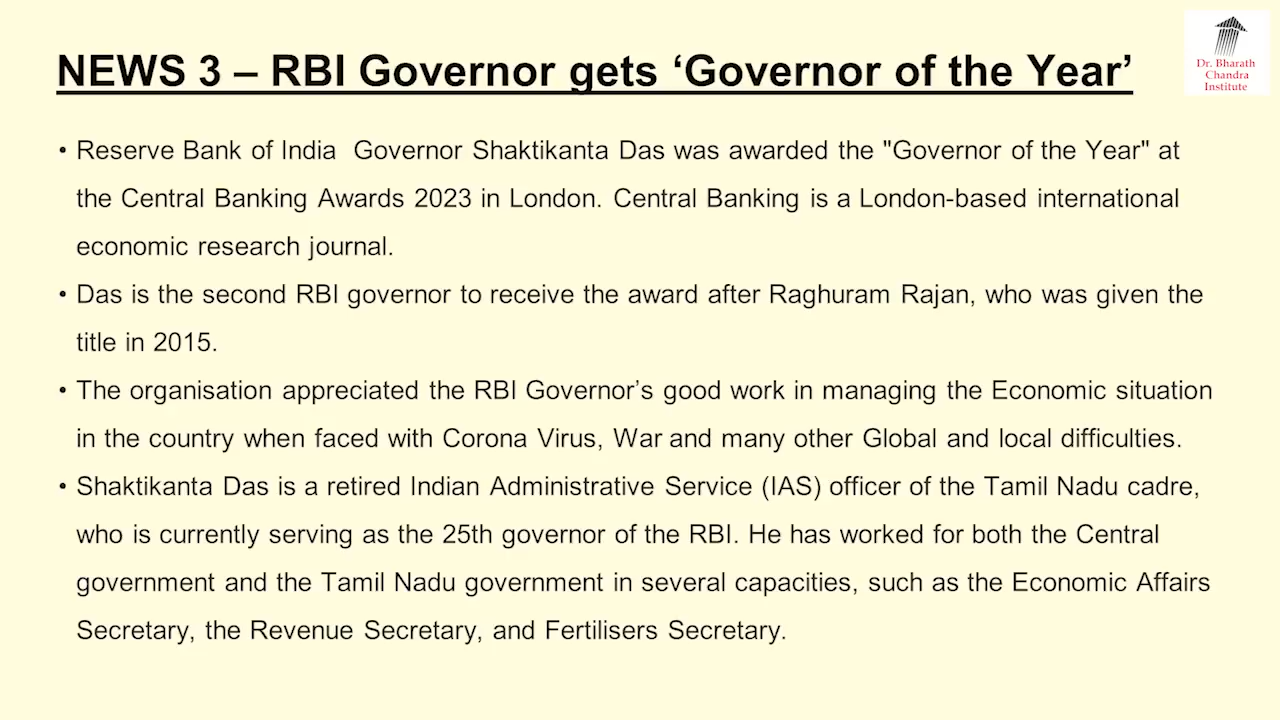 NEWS 3 – RBI Governor gets ‘Governor of the Year’
Dr. Bharath
Chandra
Institute
• Reserve Bank of India  Governor Shaktikanta Das was awarded the "Governor of the Year" at
the Central Banking Awards 2023 in London. Central Banking is a London-based international
economic research journal.
• Das is the second RBI governor to receive the award after Raghuram Rajan, who was given the
title in 2015.
• The organisation appreciated the RBI Governor’s good work in managing the Economic situation
in the country when faced with Corona Virus, War and many other Global and local difficulties.
• Shaktikanta Das is a retired Indian Administrative Service (IAS) officer of the Tamil Nadu cadre,
who is currently serving as the 25th governor of the RBI. He has worked for both the Central
government and the Tamil Nadu government in several capacities, such as the Economic Affairs
Secretary, the Revenue Secretary, and Fertilisers Secretary.